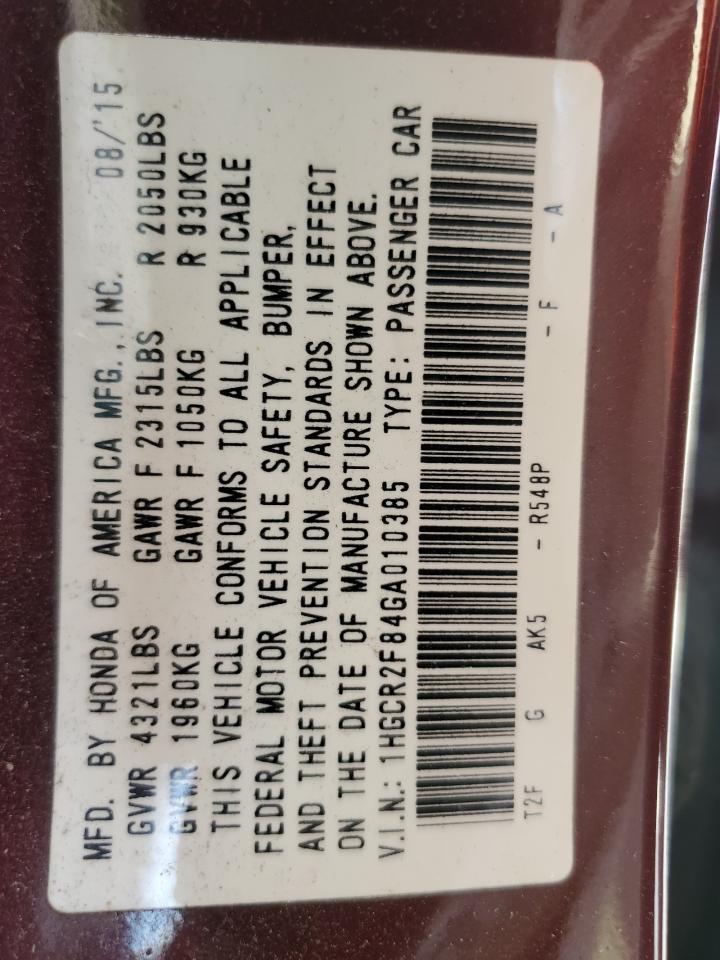 MFD. BY HONDA OF AMERICA MFG., INC. 08/'15
GVWR 4321LBS GAWR F 2315LBS R 2050LBS
GVWR 1960KG GAWR F 1050KG R 930KG
THIS VEHICLE CONFORMS TO ALL APPLICABLE
FEDERAL MOTOR VEHICLE SAFETY, BUMPER,
AND THEFT PREVENTION STANDARDS IN EFFECT
ON THE DATE OF MANUFACTURE SHOWN ABOVE.
V.I.N.: 1HGCR2F84GA010385 TYPE: PASSENGER CAR
T2F G AK5 - R548P - F - A